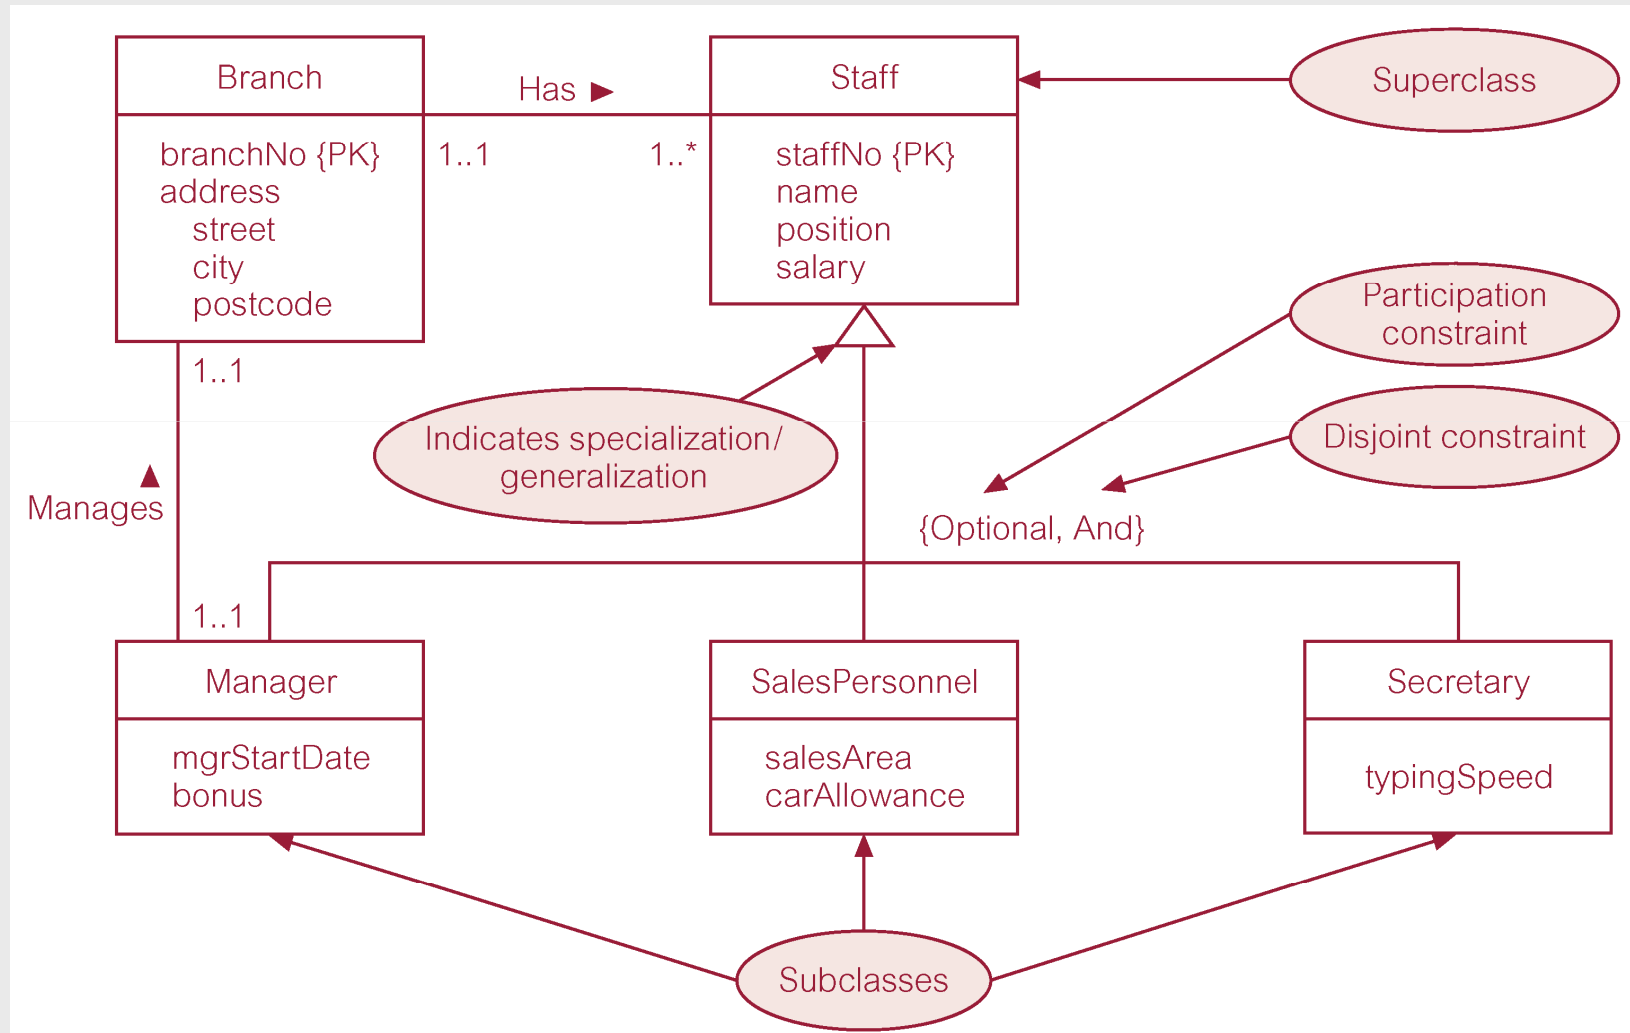 Branch
branchNo {PK}
address
street
city
postcode
Has ►
1..1
1..*
Staff
staffNo {PK}
name
position
salary
Superclass
Participation
constraint
Disjoint constraint
Indicates specialization/
generalization
{Optional, And}
1..1
▲
Manages
1..1
Manager
mgrStartDate
bonus
SalesPersonnel
salesArea
carAllowance
Secretary
typingSpeed
Subclasses